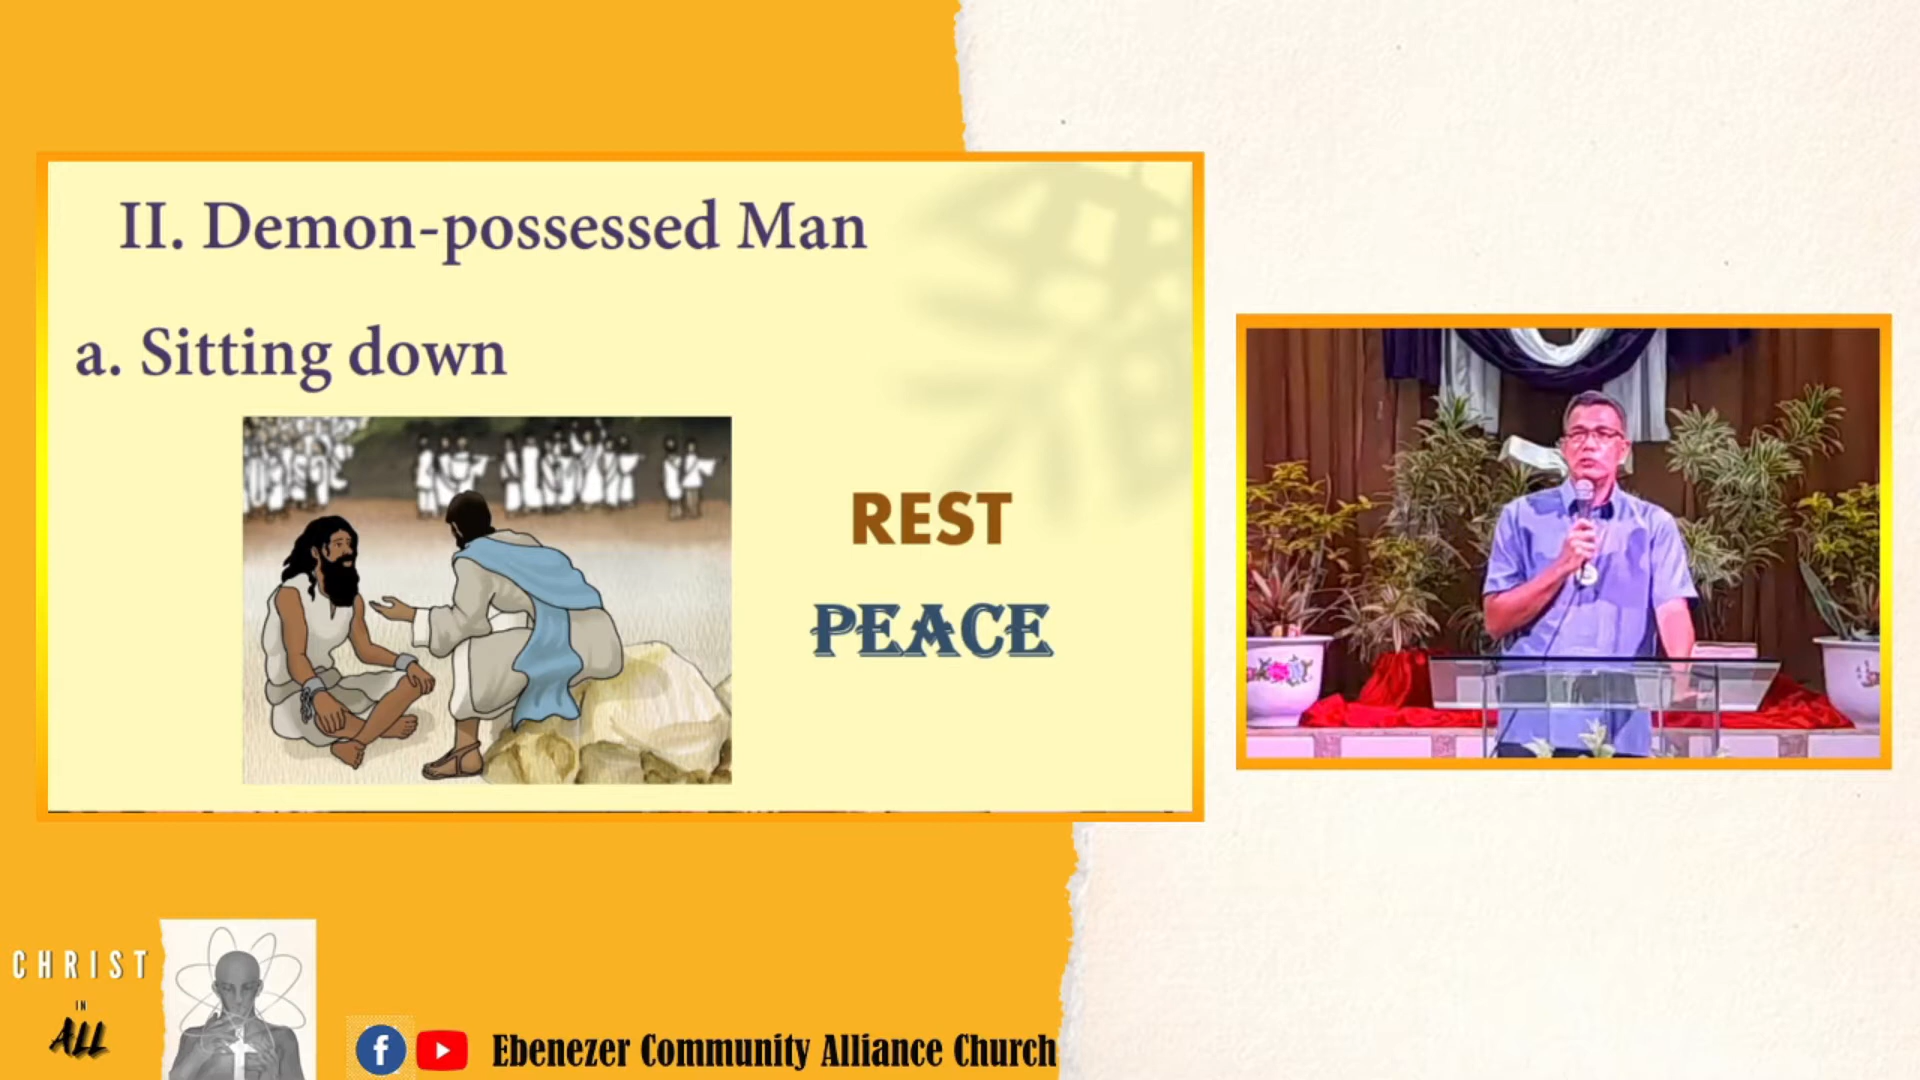 II. Demon-possessed Man
a. Sitting down
REST
PEACE
CHRIST
IN
ALL
Ebenezer Community Alliance Church